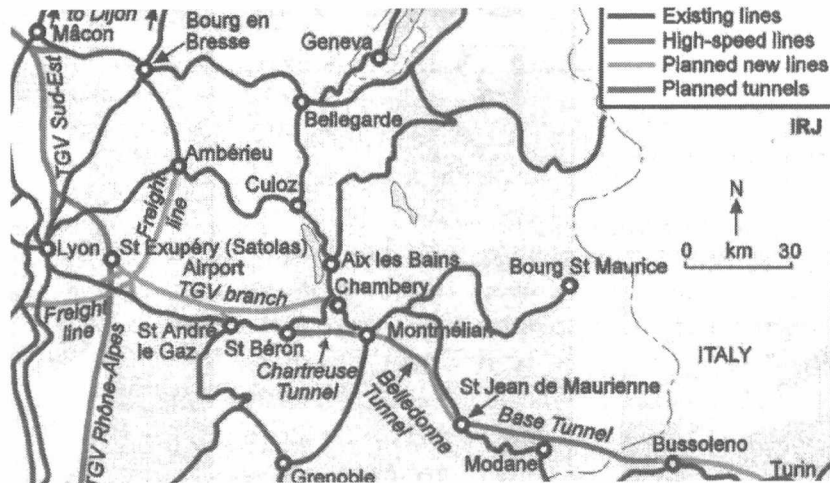 to Dijon
Mâcon
Bourg en
Bresse
Geneva
Existing lines
High-speed lines
Planned new lines
Planned tunnels
IRJ
TGV Sud-Est
Bellegarde
Ambérieu
Culoz
Freight
line
N
0 km 30
Lyon
St Exupéry (Satolas)
Airport
TGV branch
Aix les Bains
Chambery
Bourg St Maurice
Freight
line
St André
le Gaz
St Béron
Montmélian
Chartreuse
Tunnel
Belledonne
Tunnel
ITALY
St Jean de Maurienne
Base Tunnel
TGV Rhône-Alpes
Modane
Bussoleno
Turin
Grenoble